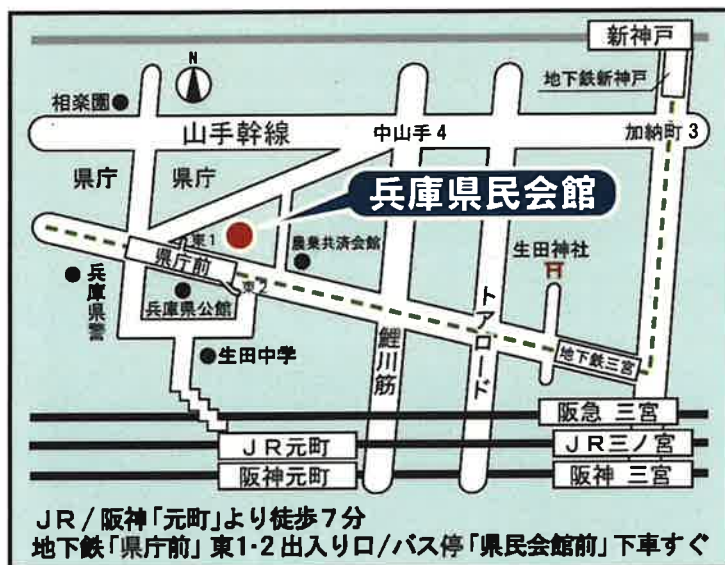 新神戸
地下鉄新神戸
N
相楽園
山手幹線
中山手4
加納町3
県庁
県庁
兵庫県民会館
東1
農業共済会館
生田神社
県庁前
兵庫県警
兵庫県公館
東2
トアロード
鯉川筋
生田中学
地下鉄三宮
阪急 三宮
JR元町
JR三ノ宮
阪神元町
阪神 三宮
JR/阪神「元町」より徒歩7分
地下鉄「県庁前」東1・2出入り口/バス停「県民会館前」下車すぐ